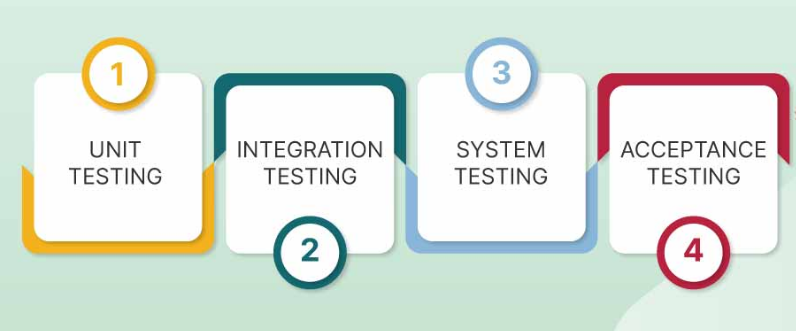 1
UNIT
TESTING
INTEGRATION
TESTING
2
3
SYSTEM
TESTING
ACCEPTANCE
TESTING
4